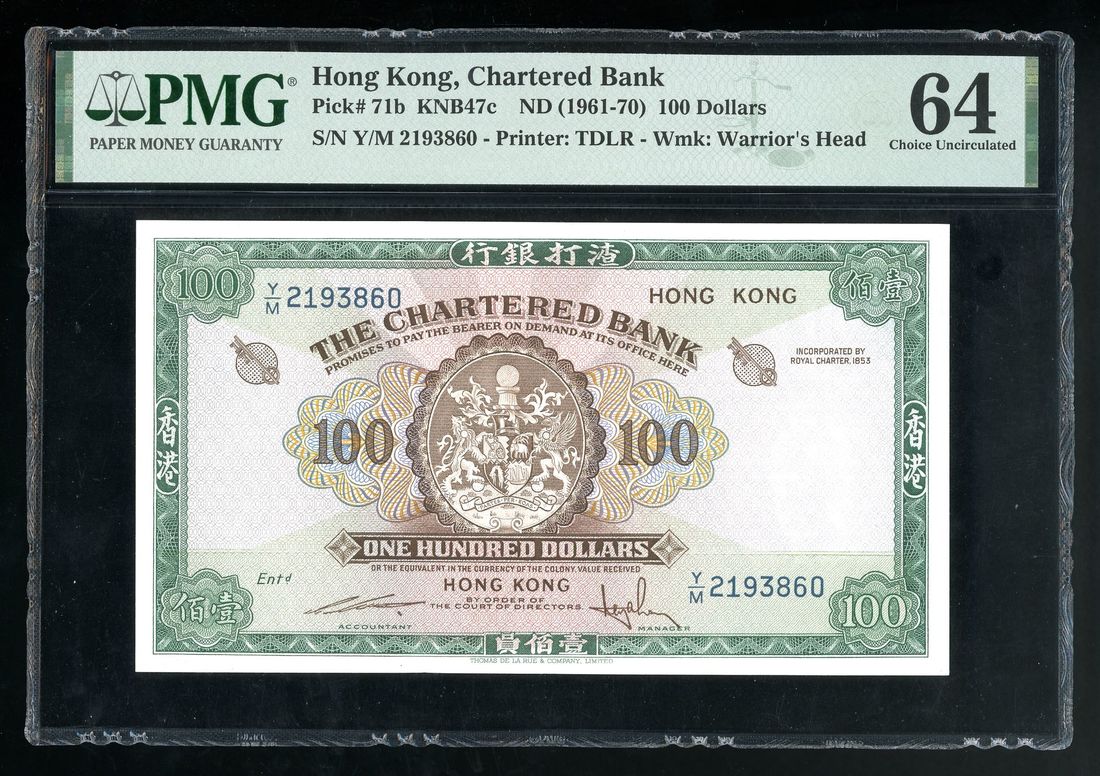 PMG®
PAPER MONEY GUARANTY
Hong Kong, Chartered Bank
Pick# 71b KNB47c ND (1961-70) 100 Dollars
S/N Y/M 2193860 - Printer: TDLR - Wmk: Warrior's Head
64
Choice Uncirculated
行銀打渣
100
佰壹
Y/M 2193860
HONG KONG
THE CHARTERED BANK
PROMISES TO PAY THE BEARER ON DEMAND AT ITS OFFICE HERE
INCORPORATED BY
ROYAL CHARTER, 1853
香港
香港
100
100
ONE HUNDRED DOLLARS
OR THE EQUIVALENT IN THE CURRENCY OF THE COLONY, VALUE RECEIVED
Entd
HONG KONG
Y/M 2193860
BY ORDER OF
THE COURT OF DIRECTORS.
ACCOUNTANT
MANAGER
佰壹
100
員佰壹
THOMAS DE LA RUE & COMPANY, LIMITED